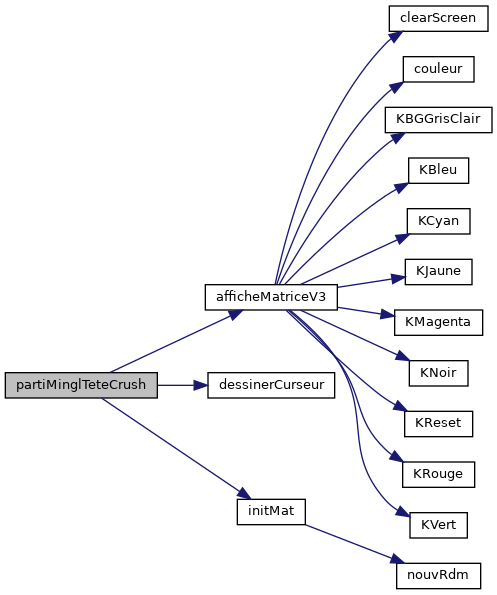 clearScreen
couleur
KBGGrisClair
KBleu
KCyan
KJaune
afficheMatriceV3
KMagenta
KNoir
partiMinglTeteCrush
dessinerCurseur
KReset
KRouge
initMat
KVert
nouvRdm